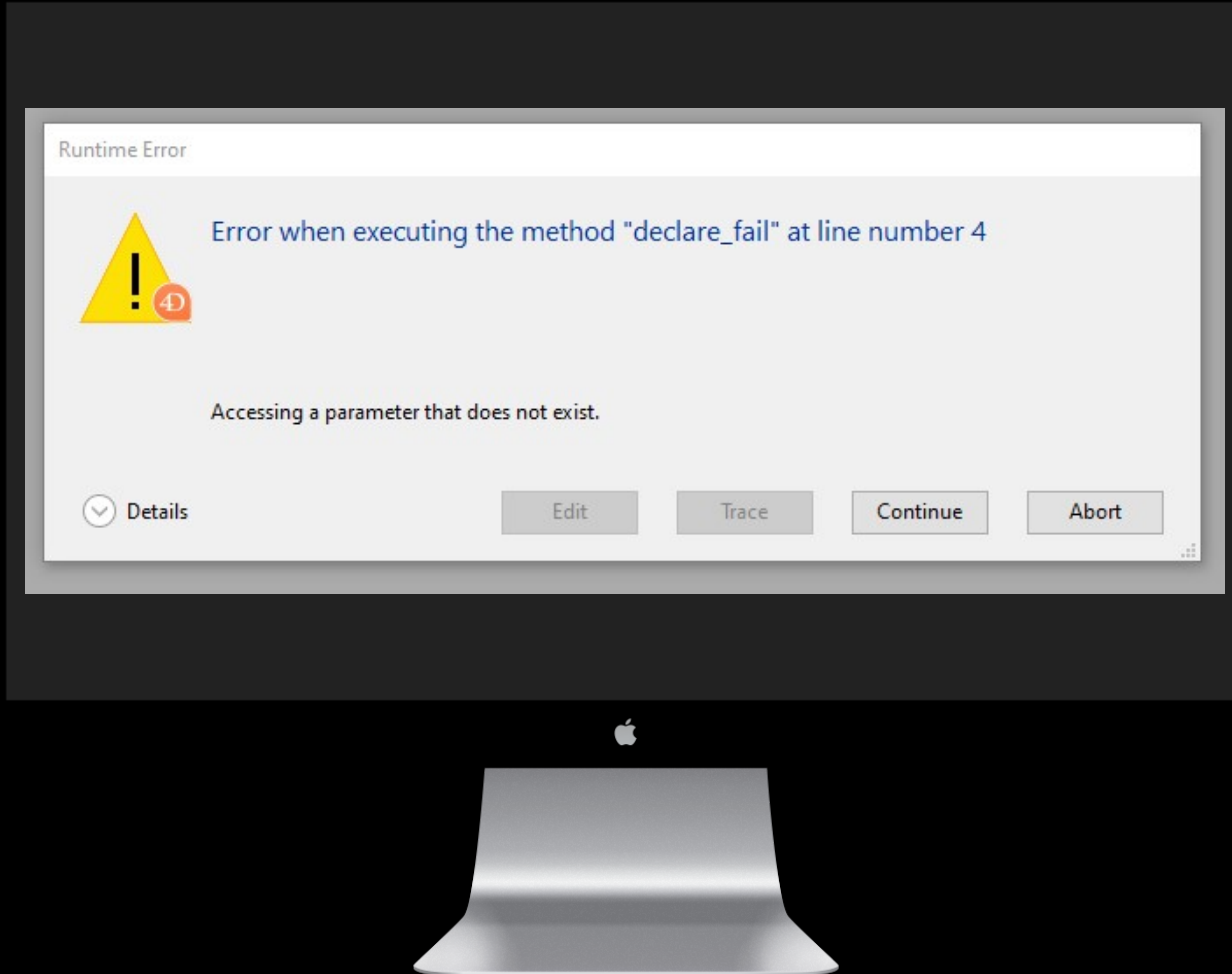 Runtime Error
Error when executing the method "declare_fail" at line number 4
!
4D
Accessing a parameter that does not exist.
Details
Edit
Trace
Continue
Abort